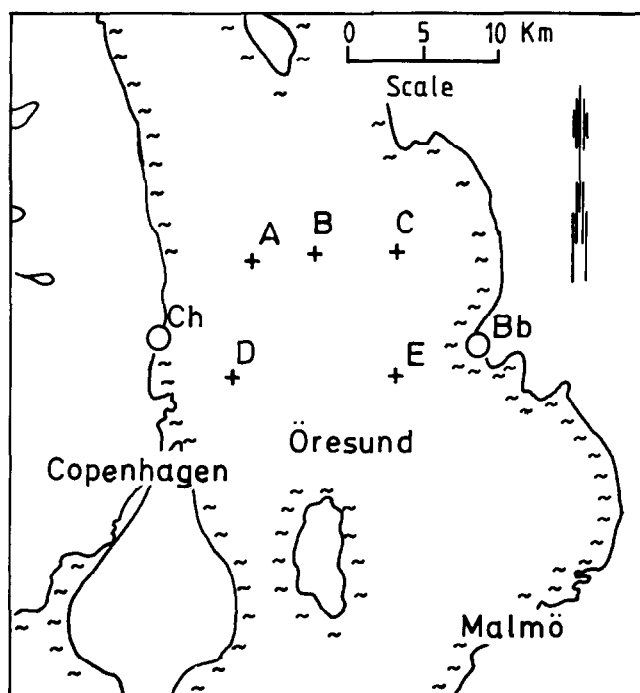 0 5 10 Km
Scale
A B C
Ch
Bb
D E
Öresund
Copenhagen
Malmö